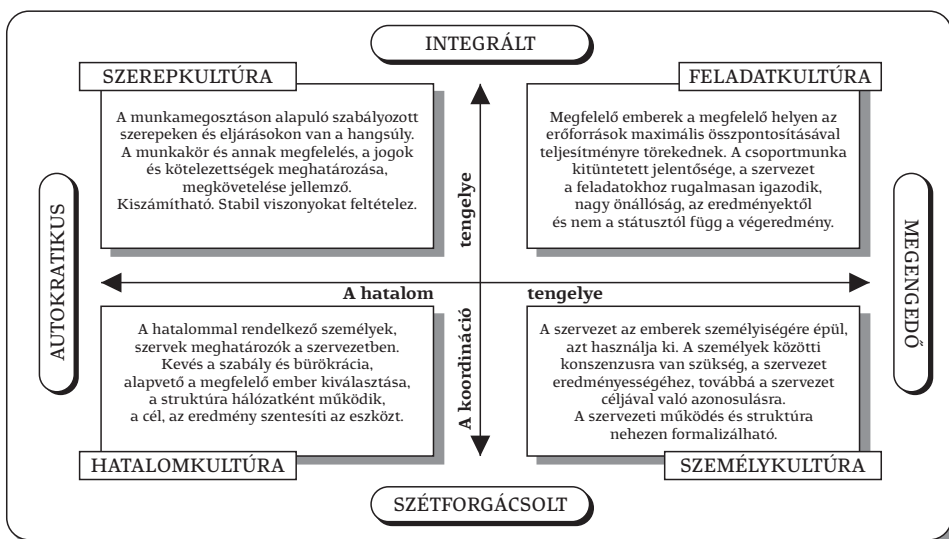 INTEGRÁLT
SZEREPKULTÚRA
A munkamegosztáson alapuló szabályozott
szerepeken és eljárásokon van a hangsúly.
A munkakör és annak megfelelés, a jogok
és kötelezettségek meghatározása,
megkövetelése jellemző.
Kiszámítható. Stabil viszonyokat feltételez.
FELADATKULTÚRA
Megfelelő emberek a megfelelő helyen az
erőforrások maximális összpontosításával
teljesítményre törekednek. A csoportmunka
kitüntetett jelentősége, a szervezet
a feladatokhoz rugalmasan igazodik,
nagy önállóság, az eredményektől
és nem a státusztól függ a végeredmény.
AUTOKRATIKUS
MEGENGEDŐ
A hatalom tengelye
A koordináció tengelye
A hatalommal rendelkező személyek,
szervek meghatározók a szervezetben.
Kevés a szabály és bürökrácia,
alapvető a megfelelő ember kiválasztása,
a struktúra hálózatként működik,
a cél, az eredmény szentesíti az eszközt.
HATALOMKULTÚRA
A szervezet az emberek személyiségére épül,
azt használja ki. A személyek közötti
konszenzusra van szükség, a szervezet
eredményességéhez, továbbá a szervezet
céljával való azonosulásra.
A szervezeti működés és struktúra
nehezen formalizálható.
SZEMÉLYKULTÚRA
SZÉTFORGÁCSOLT